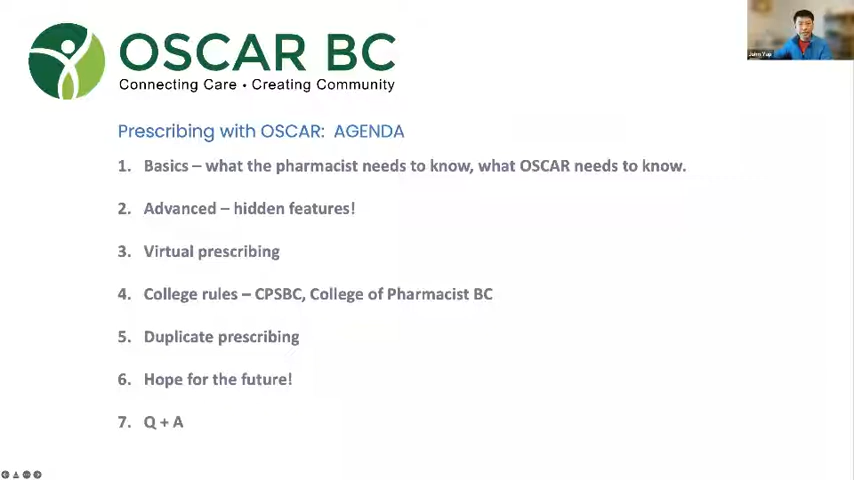 OSCAR BC
Connecting Care • Creating Community
Prescribing with OSCAR: AGENDA
1. Basics – what the pharmacist needs to know, what OSCAR needs to know.
2. Advanced – hidden features!
3. Virtual prescribing
4. College rules – CPSBC, College of Pharmacist BC
5. Duplicate prescribing
6. Hope for the future!
7. Q + A